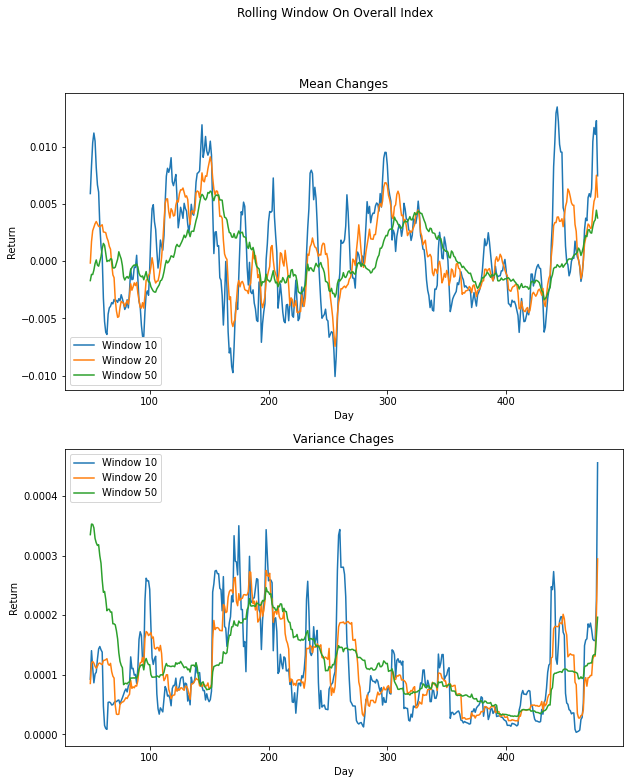 Rolling Window On Overall Index
Mean Changes
Return
0.010
0.005
0.000
−0.005
−0.010
Window 10
Window 20
Window 50
100
200
300
400
Day
Variance Chages
Return
0.0004
0.0003
0.0002
0.0001
0.0000
Window 10
Window 20
Window 50
100
200
300
400
Day